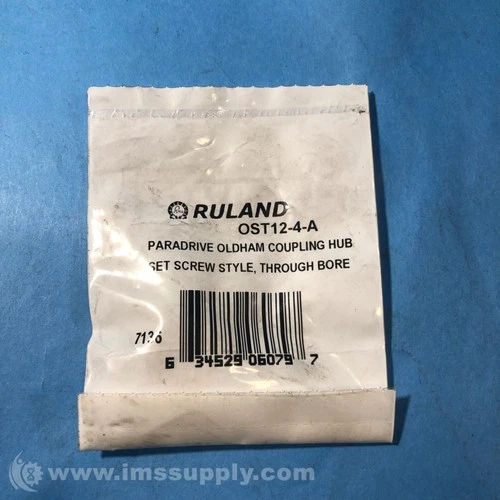 RULAND
OST12-4-A
PARADRIVE OLDHAM COUPLING HUB
SET SCREW STYLE, THROUGH BORE
7136
6 34529 06079 7
www.imssupply.com